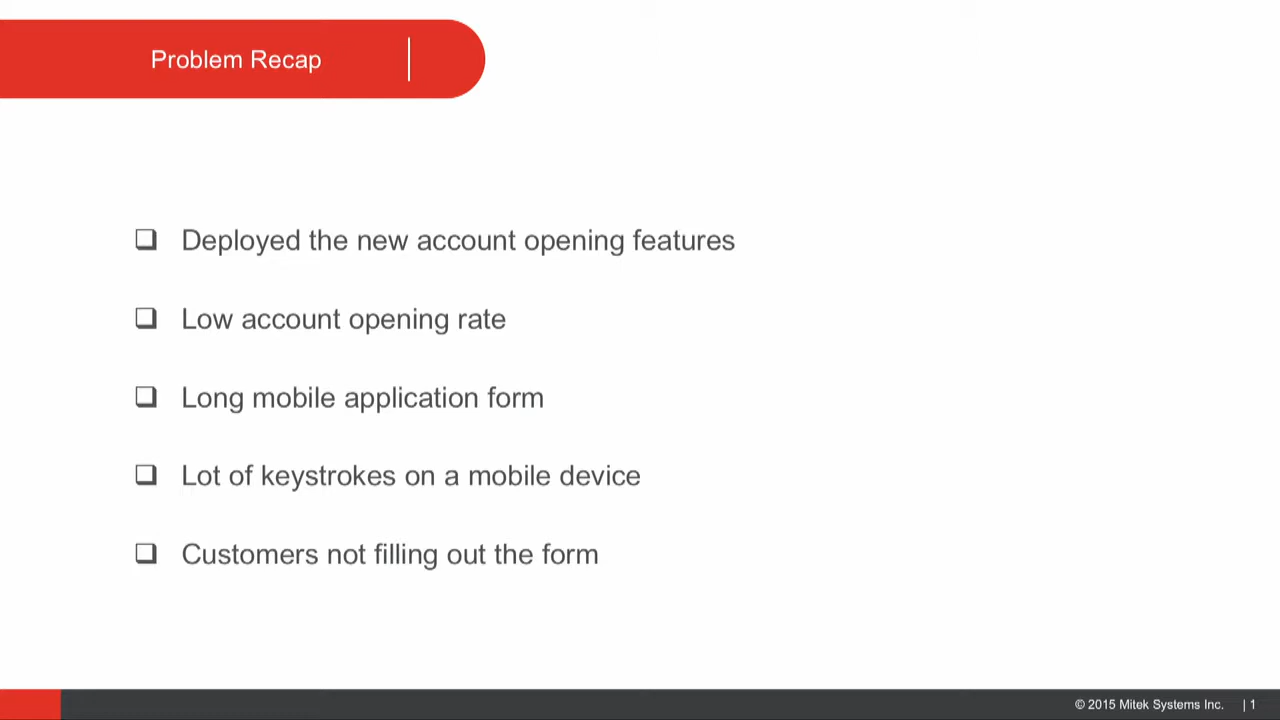 Problem Recap
Deployed the new account opening features
Low account opening rate
Long mobile application form
Lot of keystrokes on a mobile device
Customers not filling out the form
© 2015 Mitek Systems Inc. | 1